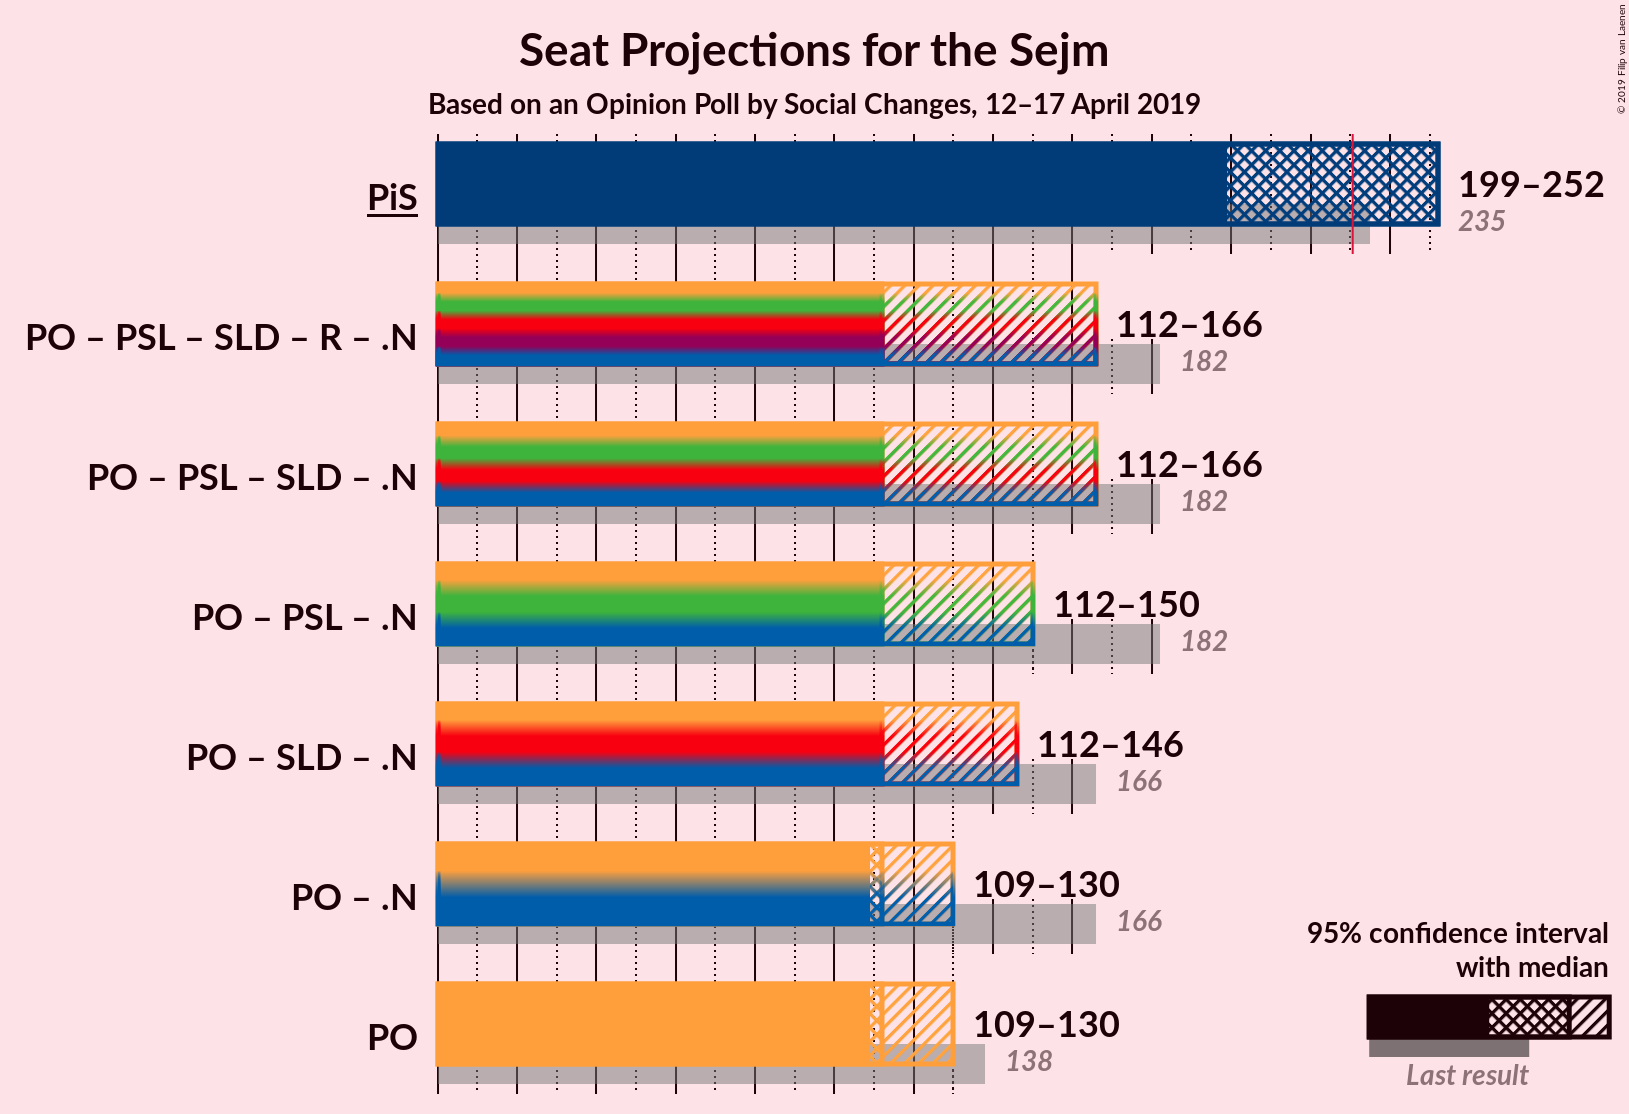 Seat Projections for the Sejm
Based on an Opinion Poll by Social Changes, 12–17 April 2019
© 2019 Filip van Laenen
PiS
199–252
235
PO – PSL – SLD – R – .N
112–166
182
PO – PSL – SLD – .N
112–166
182
PO – PSL – .N
112–150
182
PO – SLD – .N
112–146
166
PO – .N
109–130
166
PO
109–130
138
95% confidence interval
with median
Last result